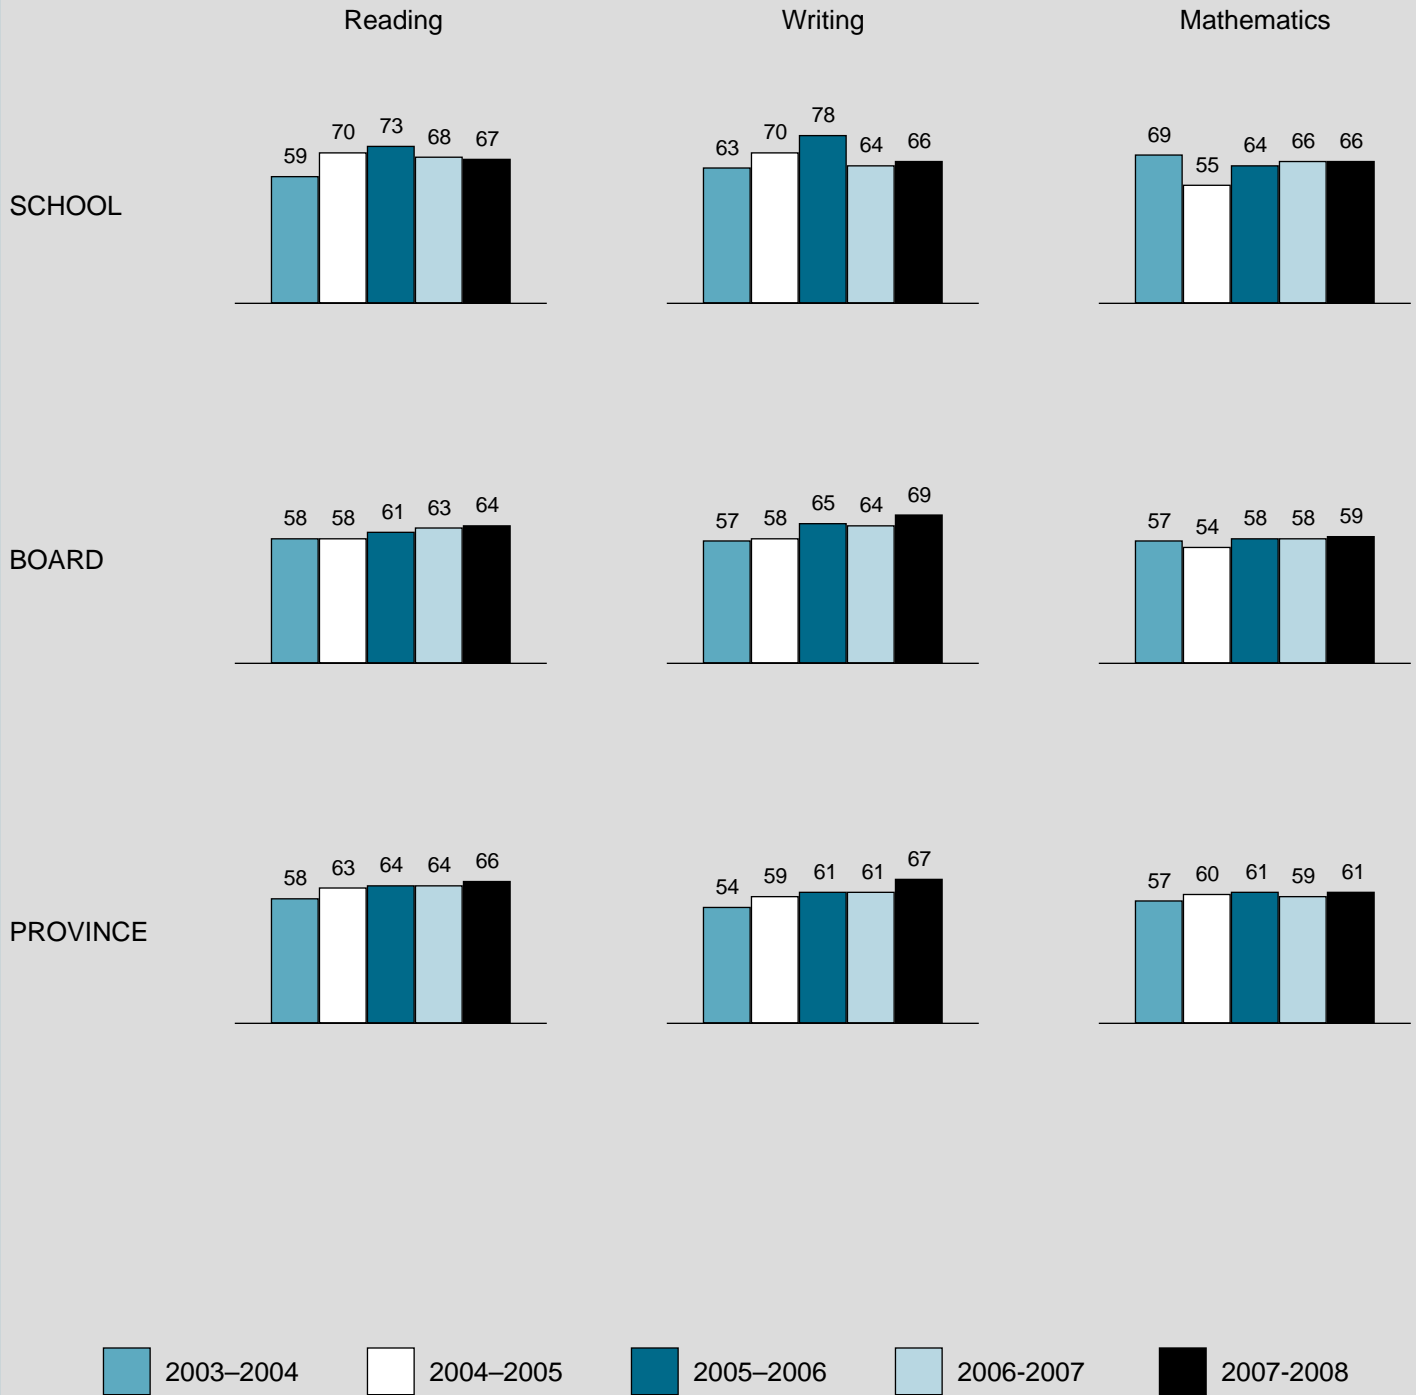 Reading Writing Mathematics
SCHOOL
59 70 73 68 67
63 70 78 64 66
69 55 64 66 66
BOARD
58 58 61 63 64
57 58 65 64 69
57 54 58 58 59
PROVINCE
58 63 64 64 66
54 59 61 61 67
57 60 61 59 61
2003–2004 2004–2005 2005–2006 2006-2007 2007-2008